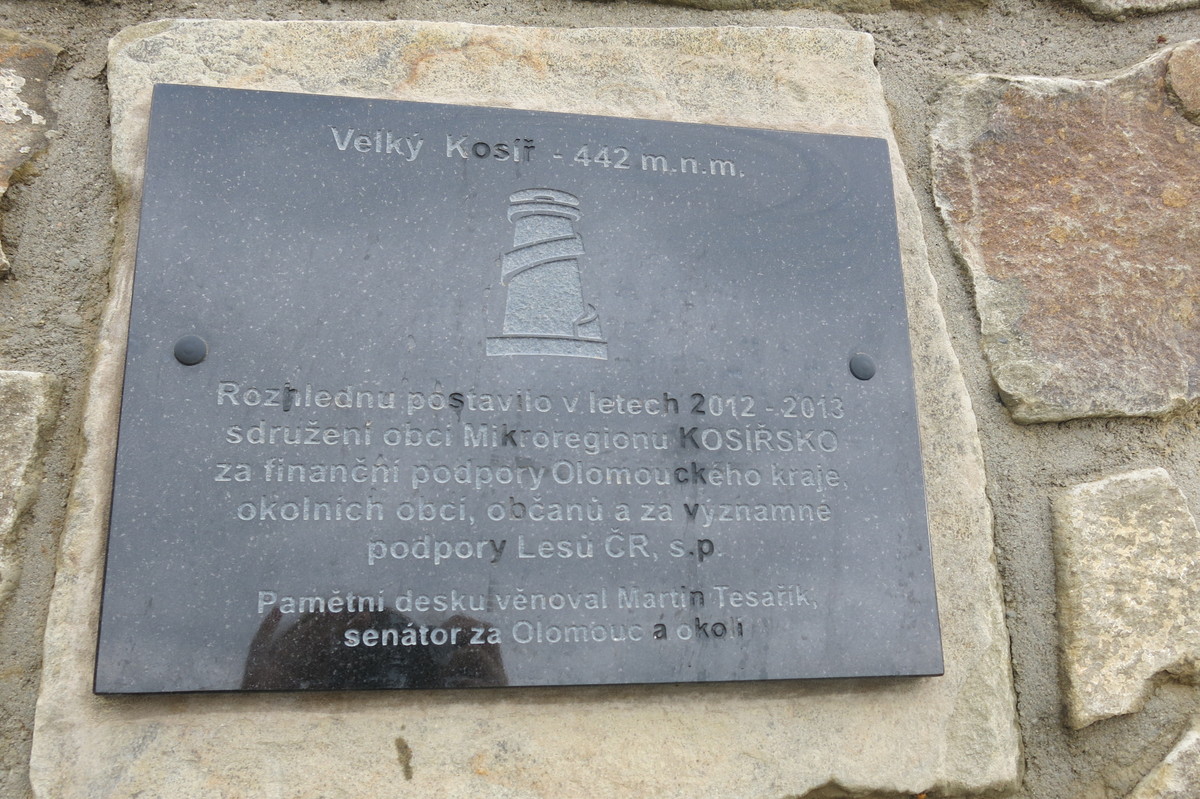 Velký Kosíř - 442 m.n.m.
Rozhlednu postavilo v letech 2012 - 2013
sdružení obcí Mikroregionu KOSÍŘSKO
za finanční podpory Olomouckého kraje,
okolních obcí, občanů a za významné
podpory Lesů ČR, s.p.
Pamětní desku věnoval Martin Tesařík,
senátor za Olomouc a okolí